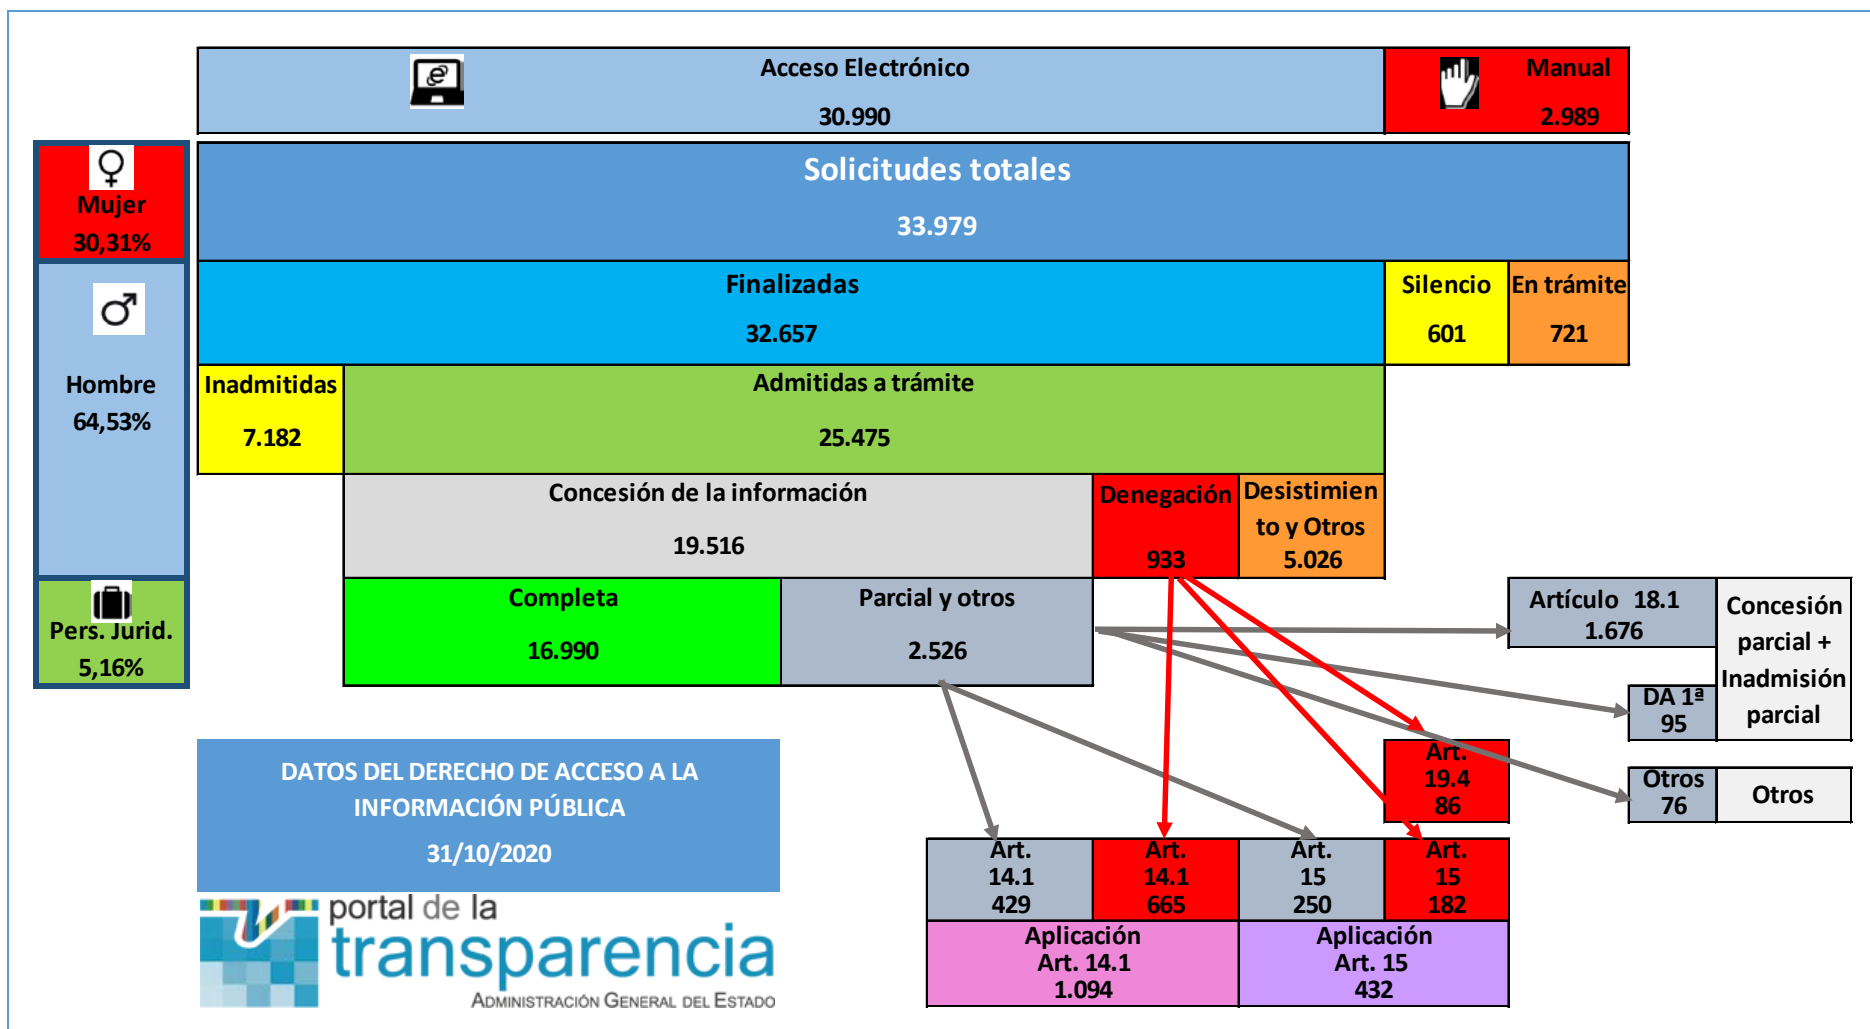 Acceso Electrónico
30.990
Manual
2.989
Mujer
30,31%
Hombre
64,53%
Pers. Jurid.
5,16%
Solicitudes totales
33.979
Finalizadas
32.657
Silencio
601
En trámite
721
Inadmitidas
7.182
Admitidas a trámite
25.475
Concesión de la información
19.516
Denegación
933
Desistimien
to y Otros
5.026
Completa
16.990
Parcial y otros
2.526
Artículo 18.1
1.676
Concesión
parcial +
Inadmisión
parcial
DA 1ª
95
Otros
76
Otros
Art.
19.4
86
Art.
14.1
429
Art.
14.1
665
Art.
15
250
Art.
15
182
Aplicación
Art. 14.1
1.094
Aplicación
Art. 15
432
DATOS DEL DERECHO DE ACCESO A LA
INFORMACIÓN PÚBLICA
31/10/2020
portal de la
transparencia
ADMINISTRACIÓN GENERAL DEL ESTADO